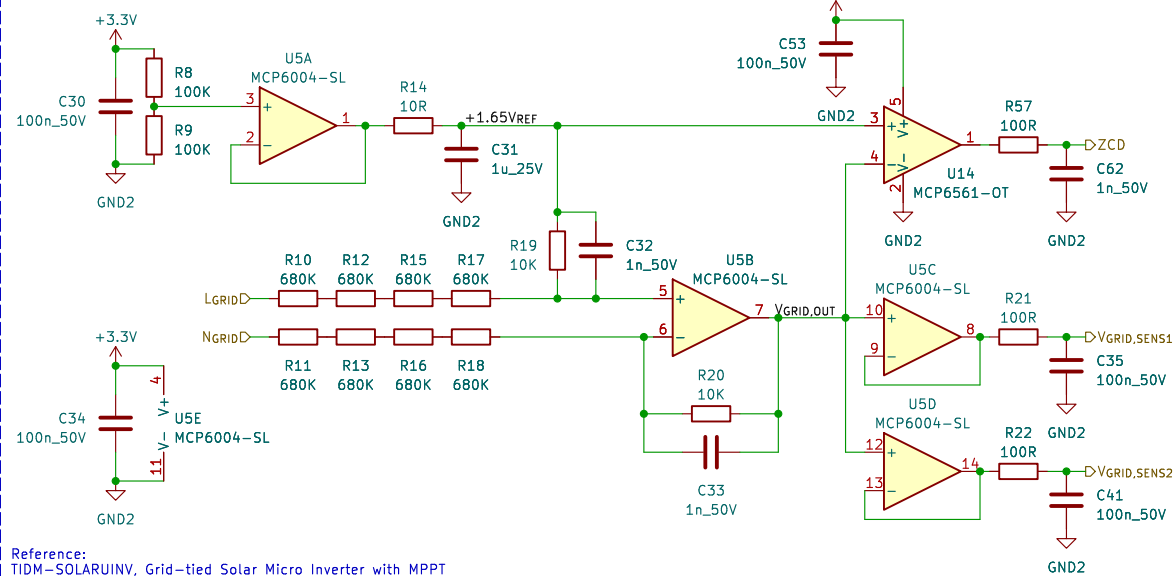 +3.3V
R8
100K
C30
100n_50V
R9
100K
GND2
U5A
MCP6004-SL
3
+
2
−
1
R14
10R
+1.65VREF
C31
1u_25V
GND2
C53
100n_50V
GND2
5
V+
3
+
4
−
V-
2
1
U14
MCP6561-OT
GND2
R57
100R
ZCD
C62
1n_50V
GND2
R19
10K
C32
1n_50V
R10
680K
R12
680K
R15
680K
R17
680K
LGRID
NGRID
R11
680K
R13
680K
R16
680K
R18
680K
U5B
MCP6004-SL
5
+
6
−
7
VGRID,OUT
R20
10K
C33
1n_50V
U5C
MCP6004-SL
10
+
9
−
8
R21
100R
VGRID,SENS1
C35
100n_50V
GND2
U5D
MCP6004-SL
12
+
13
−
14
R22
100R
VGRID,SENS2
C41
100n_50V
GND2
+3.3V
4
V+
C34
100n_50V
U5E
MCP6004-SL
V-
11
GND2
Reference:
TIDM-SOLARUINV, Grid-tied Solar Micro Inverter with MPPT